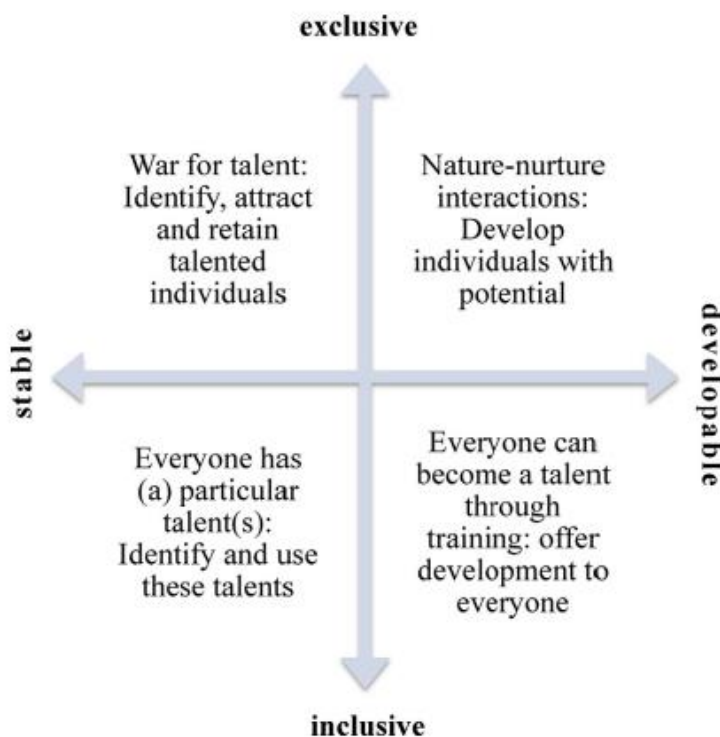 exclusive
War for talent:
Identify, attract
and retain
talented
individuals
Nature-nurture
interactions:
Develop
individuals with
potential
stable
developable
Everyone has
(a) particular
talent(s):
Identify and use
these talents
Everyone can
become a talent
through
training: offer
development to
everyone
inclusive